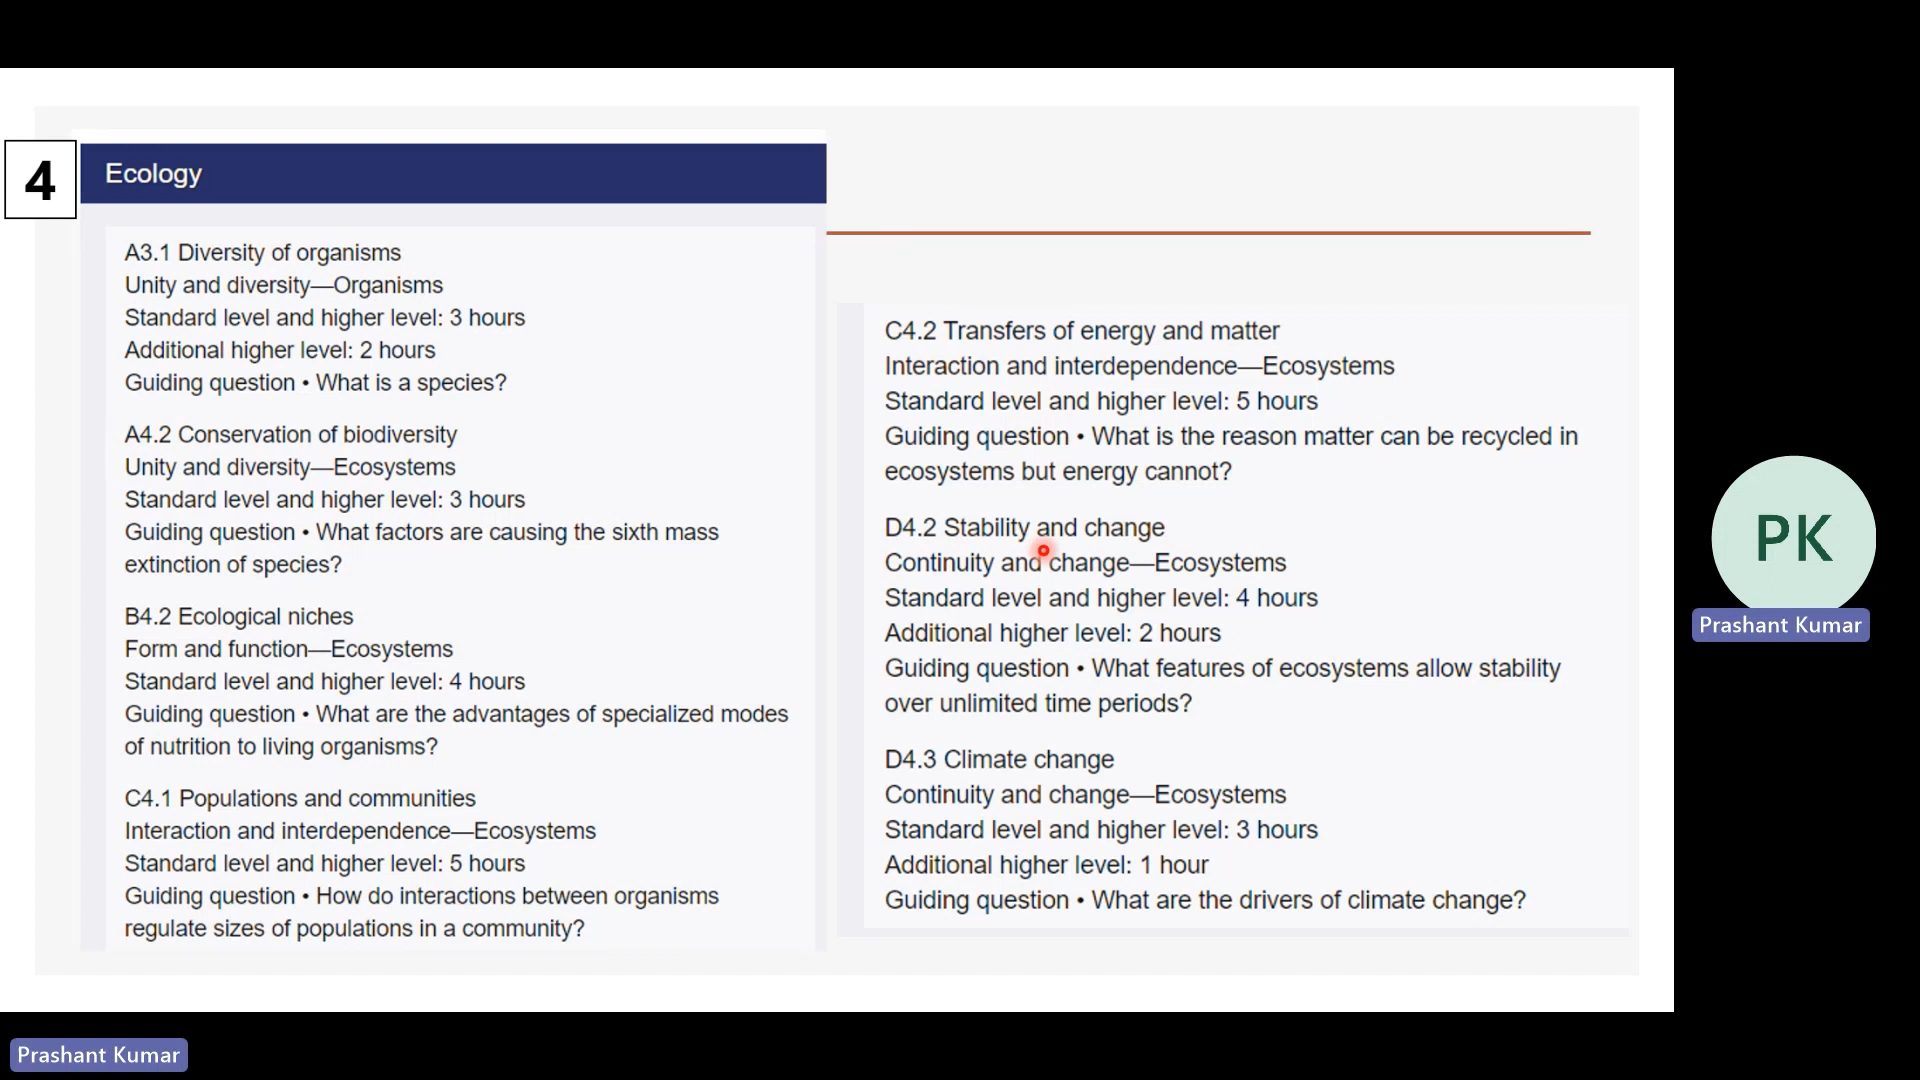 4
Ecology
A3.1 Diversity of organisms
Unity and diversity—Organisms
Standard level and higher level: 3 hours
Additional higher level: 2 hours
Guiding question • What is a species?
A4.2 Conservation of biodiversity
Unity and diversity—Ecosystems
Standard level and higher level: 3 hours
Guiding question • What factors are causing the sixth mass
extinction of species?
B4.2 Ecological niches
Form and function—Ecosystems
Standard level and higher level: 4 hours
Guiding question • What are the advantages of specialized modes
of nutrition to living organisms?
C4.1 Populations and communities
Interaction and interdependence—Ecosystems
Standard level and higher level: 5 hours
Guiding question • How do interactions between organisms
regulate sizes of populations in a community?
C4.2 Transfers of energy and matter
Interaction and interdependence—Ecosystems
Standard level and higher level: 5 hours
Guiding question • What is the reason matter can be recycled in
ecosystems but energy cannot?
D4.2 Stability and change
Continuity and change—Ecosystems
Standard level and higher level: 4 hours
Additional higher level: 2 hours
Guiding question • What features of ecosystems allow stability
over unlimited time periods?
D4.3 Climate change
Continuity and change—Ecosystems
Standard level and higher level: 3 hours
Additional higher level: 1 hour
Guiding question • What are the drivers of climate change?
PK
Prashant Kumar
Prashant Kumar